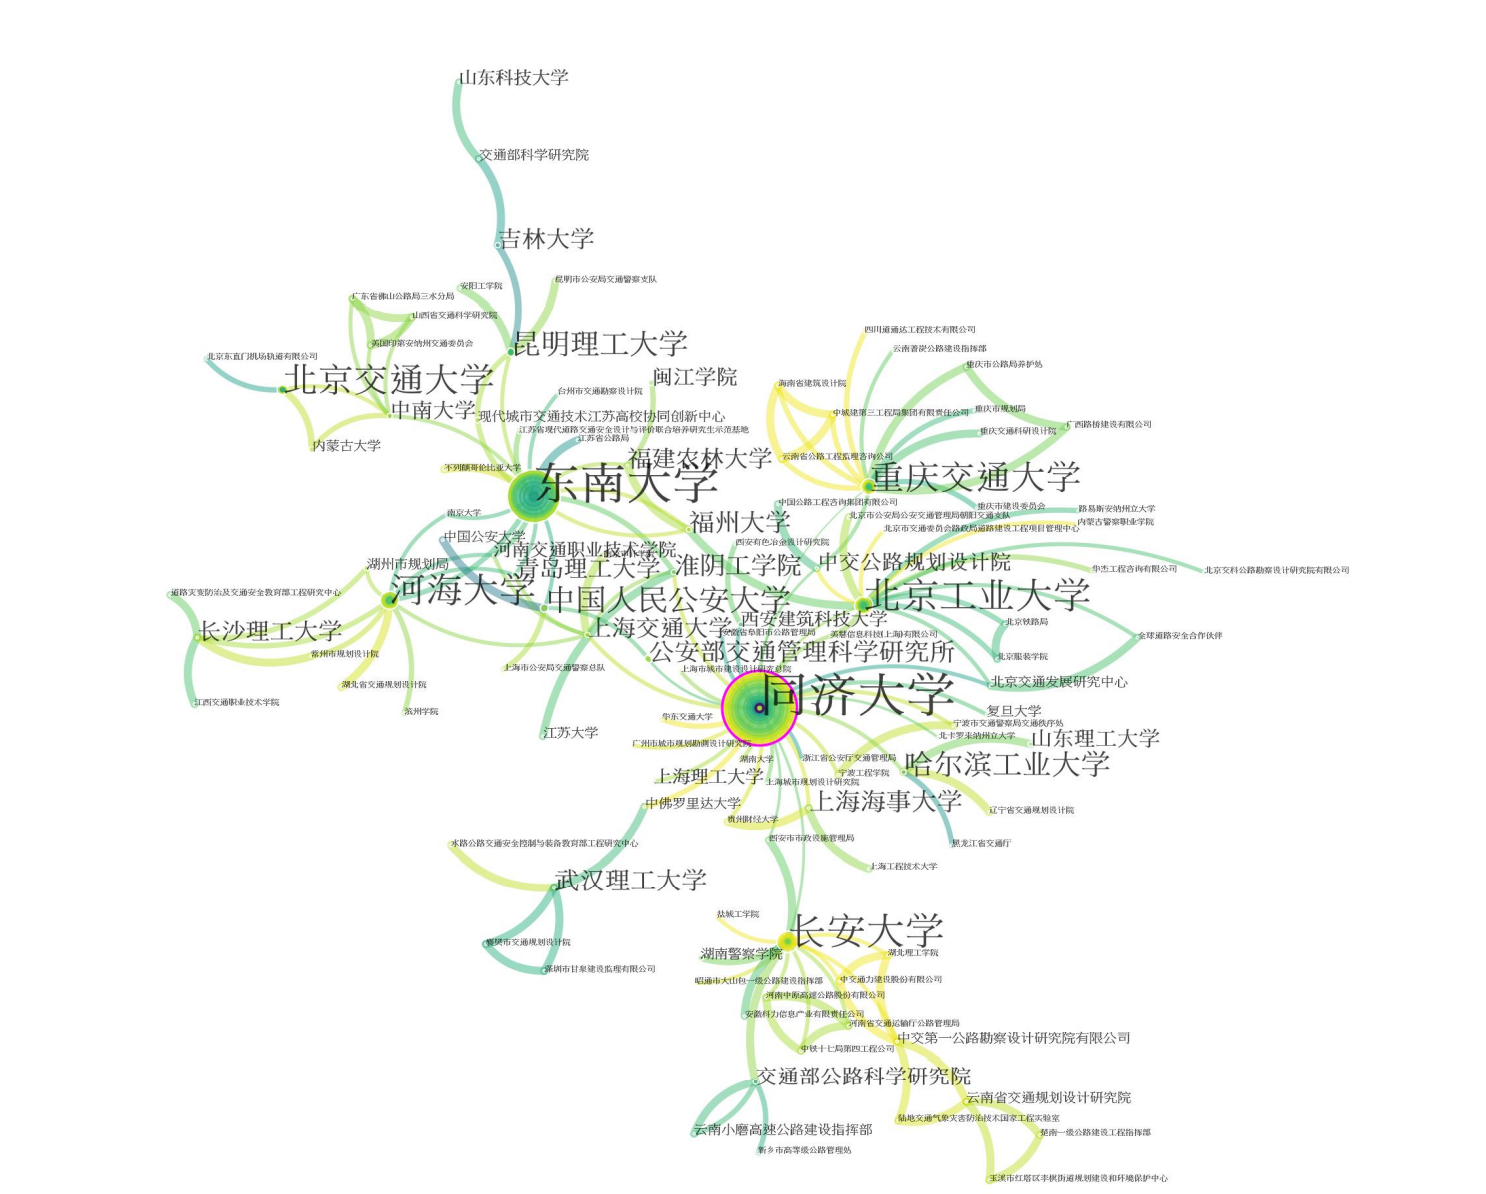 山东科技大学
交通部科学研究院
吉林大学
昆明市公安局交通警察支队
安阳工学院
广东省佛山公路局三水分局
山西省交通科学研究院
四川道通达工程技术有限公司
美国印第安纳州交通委员会
昆明理工大学
云南普炭公路建设指挥部
北京东直门机场轨道有限公司
重庆市公路局养护处
北京交通大学
闽江学院
海南省建筑设计院
台州市交通勘察设计院
中南大学
现代城市交通技术江苏高校协同创新中心
中城建第三工程局集团有限责任公司
重庆市规划局
广西路桥建设有限公司
江苏省现代道路交通安全设计与评价联合培养研究生示范基地
重庆交通科研设计院
江苏省公路局
内蒙古大学
福建农林大学
云南省公路工程监理咨询公司
不列颠哥伦比亚大学
东南大学
重庆交通大学
中国公路工程咨询集团有限公司
重庆市建设委员会
路易斯安纳州立大学
南京大学
北京市公安局公安交通管理局朝阳交通支队
福州大学
内蒙古警察职业学院
北京市交通委员会路政局道路建设工程项目管理中心
中国公安大学
西安有色冶金设计研究院
河南交通职业技术学院
湖州市规划局
青岛理工大学
淮阴工学院
中交公路规划设计院
华杰工程咨询有限公司
北京交科公路勘察设计研究院有限公司
河海大学
道路灾变防治及交通安全教育部工程研究中心
中国人民公安大学
北京工业大学
西安建筑科技大学
北京铁路局
长沙理工大学
上海交通大学
安徽省阜阳市公路管理局
美慧信息科技(上海)有限公司
全球道路安全合作伙伴
常州市规划设计院
公安部交通管理科学研究所
北京服装学院
上海市公安局交通警察总队
上海市城市建设设计研究总院
湖北省交通规划设计院
北京交通发展研究中心
同济大学
江西交通职业技术学院
滨州学院
复旦大学
华东交通大学
宁波市交通警察局交通秩序处
江苏大学
北卡罗来纳州立大学
山东理工大学
广州市城市规划勘测设计研究院
湖南大学
浙江省公安厅交通管理局
哈尔滨工业大学
宁波工程学院
上海理工大学
上海城市规划设计研究院
中佛罗里达大学
上海海事大学
辽宁省交通规划设计院
贵州财经大学
西安市市政设施管理局
水路公路交通安全控制与装备教育部工程研究中心
黑龙江省交通厅
上海工程技术大学
武汉理工大学
盐城工学院
长安大学
襄樊市交通规划设计院
湖南警察学院
湖北理工学院
深圳市甘泉建设监理有限公司
昭通市大山包一级公路建设指挥部
中交通力建设股份有限公司
河南中原高速公路股份有限公司
安徽科力信息产业有限责任公司
河南省交通运输厅公路管理局
中交第一公路勘察设计研究院有限公司
中铁十七局第四工程公司
交通部公路科学研究院
云南省交通规划设计研究院
陆地交通气象灾害防治技术国家工程实验室
云南小磨高速公路建设指挥部
楚南一级公路建设工程指挥部
新乡市高等级公路管理处
玉溪市红塔区李棋街道规划建设和环境保护中心